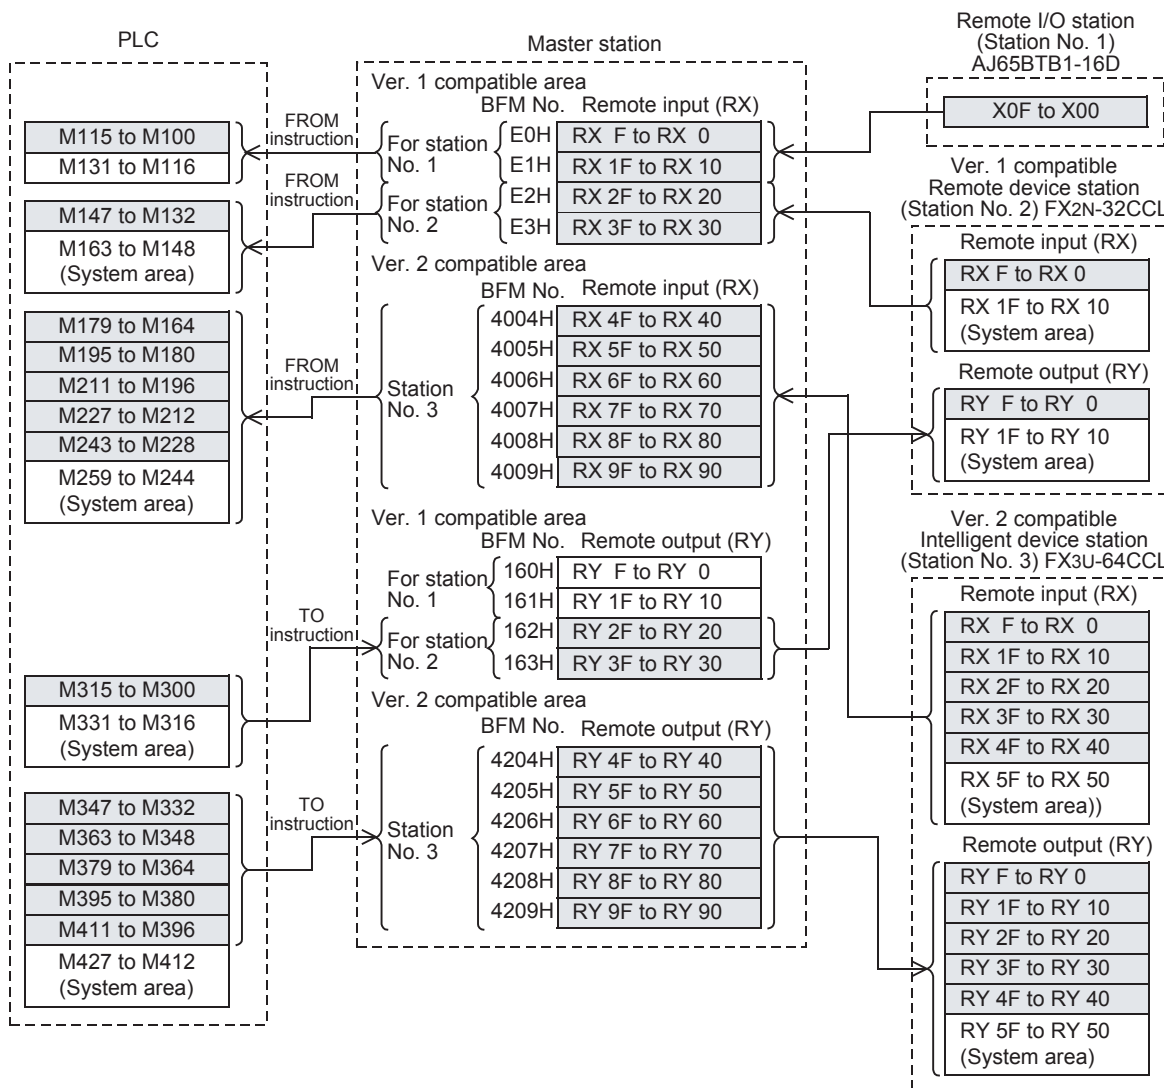 PLC
M115 to M100
M131 to M116
M147 to M132
M163 to M148
(System area)
M179 to M164
M195 to M180
M211 to M196
M227 to M212
M243 to M228
M259 to M244
(System area)
M315 to M300
M331 to M316
(System area)
M347 to M332
M363 to M348
M379 to M364
M395 to M380
M411 to M396
M427 to M412
(System area)
FROM
instruction
FROM
instruction
FROM
instruction
TO
instruction
TO
instruction
Master station
Ver. 1 compatible area
BFM No. Remote input (RX)
For station
No. 1
E0H RX F to RX 0
E1H RX 1F to RX 10
For station
No. 2
E2H RX 2F to RX 20
E3H RX 3F to RX 30
Ver. 2 compatible area
BFM No. Remote input (RX)
Station
No. 3
4004H RX 4F to RX 40
4005H RX 5F to RX 50
4006H RX 6F to RX 60
4007H RX 7F to RX 70
4008H RX 8F to RX 80
4009H RX 9F to RX 90
Ver. 1 compatible area
BFM No. Remote output (RY)
For station
No. 1
160H RY F to RY 0
161H RY 1F to RY 10
For station
No. 2
162H RY 2F to RY 20
163H RY 3F to RY 30
Ver. 2 compatible area
BFM No. Remote output (RY)
Station
No. 3
4204H RY 4F to RY 40
4205H RY 5F to RY 50
4206H RY 6F to RY 60
4207H RY 7F to RY 70
4208H RY 8F to RY 80
4209H RY 9F to RY 90
Remote I/O station
(Station No. 1)
AJ65BTB1-16D
X0F to X00
Ver. 1 compatible
Remote device station
(Station No. 2) FX2N-32CCL
Remote input (RX)
RX F to RX 0
RX 1F to RX 10
(System area)
Remote output (RY)
RY F to RY 0
RY 1F to RY 10
(System area)
Ver. 2 compatible
Intelligent device station
(Station No. 3) FX3U-64CCL
Remote input (RX)
RX F to RX 0
RX 1F to RX 10
RX 2F to RX 20
RX 3F to RX 30
RX 4F to RX 40
RX 5F to RX 50
(System area))
Remote output (RY)
RY F to RY 0
RY 1F to RY 10
RY 2F to RY 20
RY 3F to RY 30
RY 4F to RY 40
RY 5F to RY 50
(System area)